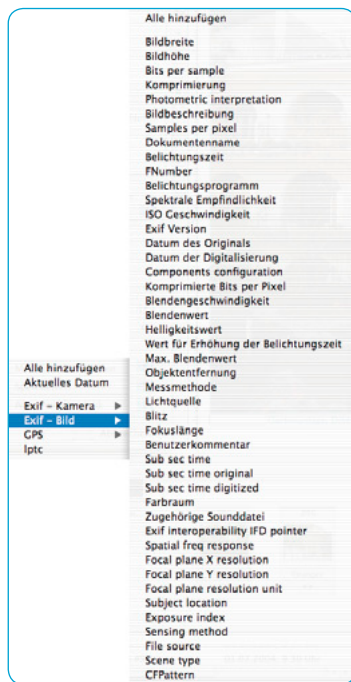 Alle hinzufügen
Aktuelles Datum
Exif – Kamera
Exif – Bild
GPS
Iptc
Alle hinzufügen
Bildbreite
Bildhöhe
Bits per sample
Komprimierung
Photometric interpretation
Bildbeschreibung
Samples per pixel
Dokumentenname
Belichtungszeit
FNumber
Belichtungsprogramm
Spektrale Empfindlichkeit
ISO Geschwindigkeit
Exif Version
Datum des Originals
Datum der Digitalisierung
Components configuration
Komprimierte Bits per Pixel
Blendengeschwindigkeit
Blendenwert
Helligkeitswert
Wert für Erhöhung der Belichtungszeit
Max. Blendenwert
Objektentfernung
Messmethode
Lichtquelle
Blitz
Fokuslänge
Benutzerkommentar
Sub sec time
Sub sec time original
Sub sec time digitized
Farbraum
Zugehörige Sounddatei
Exif interoperability IFD pointer
Spatial freq response
Focal plane X resolution
Focal plane Y resolution
Focal plane resolution unit
Subject location
Exposure index
Sensing method
File source
Scene type
CFPattern